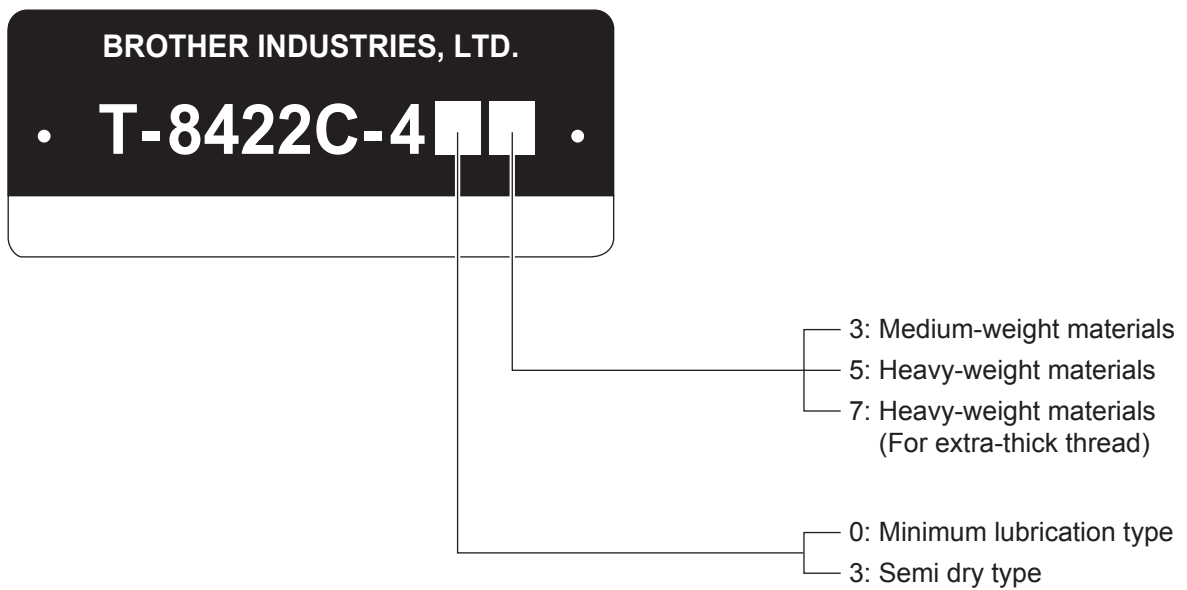 BROTHER INDUSTRIES, LTD.
• T-8422C-4□□ •
3: Medium-weight materials
5: Heavy-weight materials
7: Heavy-weight materials
(For extra-thick thread)
0: Minimum lubrication type
3: Semi dry type